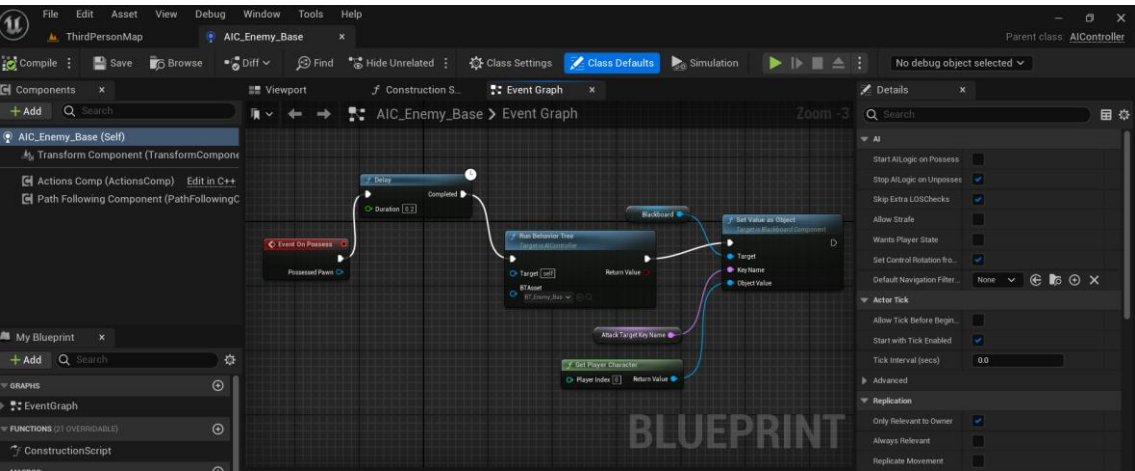 File Edit Asset View Debug Window Tools Help
ThirdPersonMap AIC_Enemy_Base Parent class: AIController
Compile Save Browse Diff Find Hide Unrelated Class Settings Class Defaults Simulation No debug object selected
Components Viewport Construction S... Event Graph Details
+ Add Search AIC_Enemy_Base > Event Graph Zoom -3 Search
AIC_Enemy_Base (Self) AI
Transform Component (TransformCompone Start AILogic on Possess
Actions Comp (ActionsComp) Edit in C++ Stop AILogic on Unposses
Path Following Component (PathFollowingC Skip Extra LOSChecks
Allow Strafe
Wants Player State
Set Control Rotation fro...
Default Navigation Filter... None
Actor Tick
Allow Tick Before Begin...
Start with Tick Enabled
Tick Interval (secs) 0.0
Advanced
Replication
Only Relevant to Owner
Always Relevant
Replicate Movement
Delay
Completed
Duration 0.2
Event On Possess
Possessed Pawn
Run Behavior Tree
Target is AIController
Target self Return Value
BTAsset
BT_Enemy_Bas
Blackboard
Set Value as Object
Target is Blackboard Component
Target
Key Name
Object Value
Attack Target Key Name
Get Player Character
Player Index 0 Return Value
BLUEPRINT
My Blueprint
+ Add Search
GRAPHS
EventGraph
FUNCTIONS (21 OVERRIDABLE)
ConstructionScript
MACROS